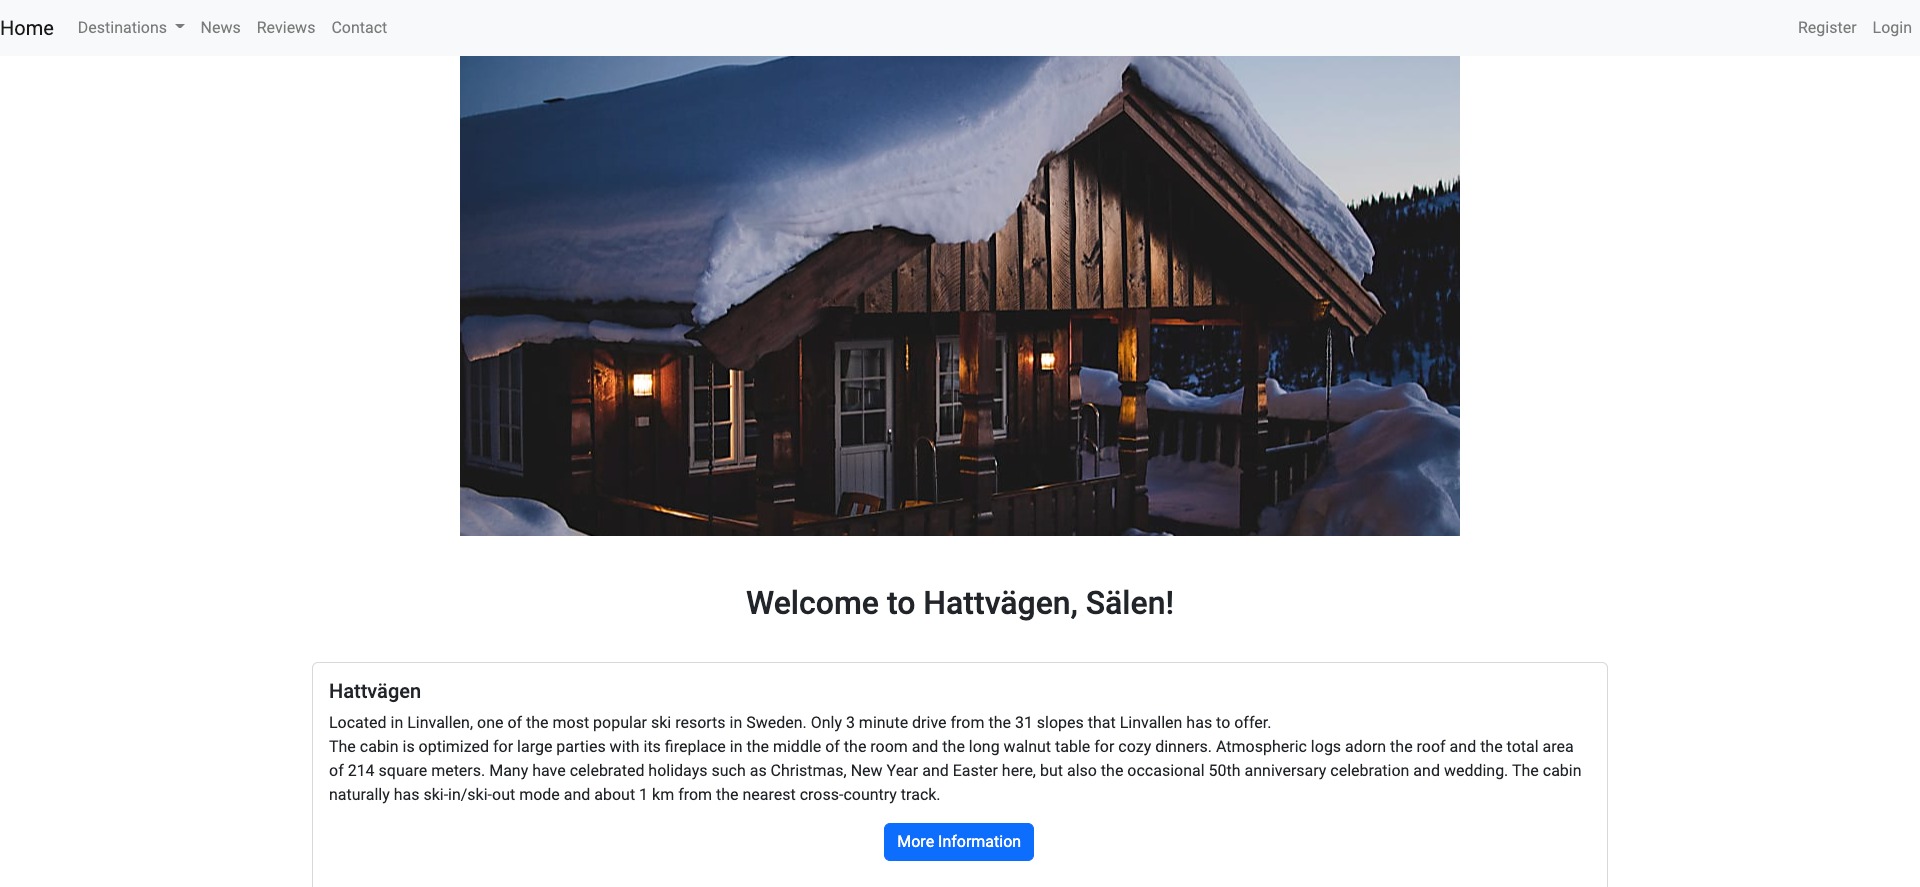 Home Destinations News Reviews Contact Register Login
Welcome to Hattvägen, Sälen!
Hattvägen
Located in Linvallen, one of the most popular ski resorts in Sweden. Only 3 minute drive from the 31 slopes that Linvallen has to offer.
The cabin is optimized for large parties with its fireplace in the middle of the room and the long walnut table for cozy dinners. Atmospheric logs adorn the roof and the total area
of 214 square meters. Many have celebrated holidays such as Christmas, New Year and Easter here, but also the occasional 50th anniversary celebration and wedding. The cabin
naturally has ski-in/ski-out mode and about 1 km from the nearest cross-country track.
More Information